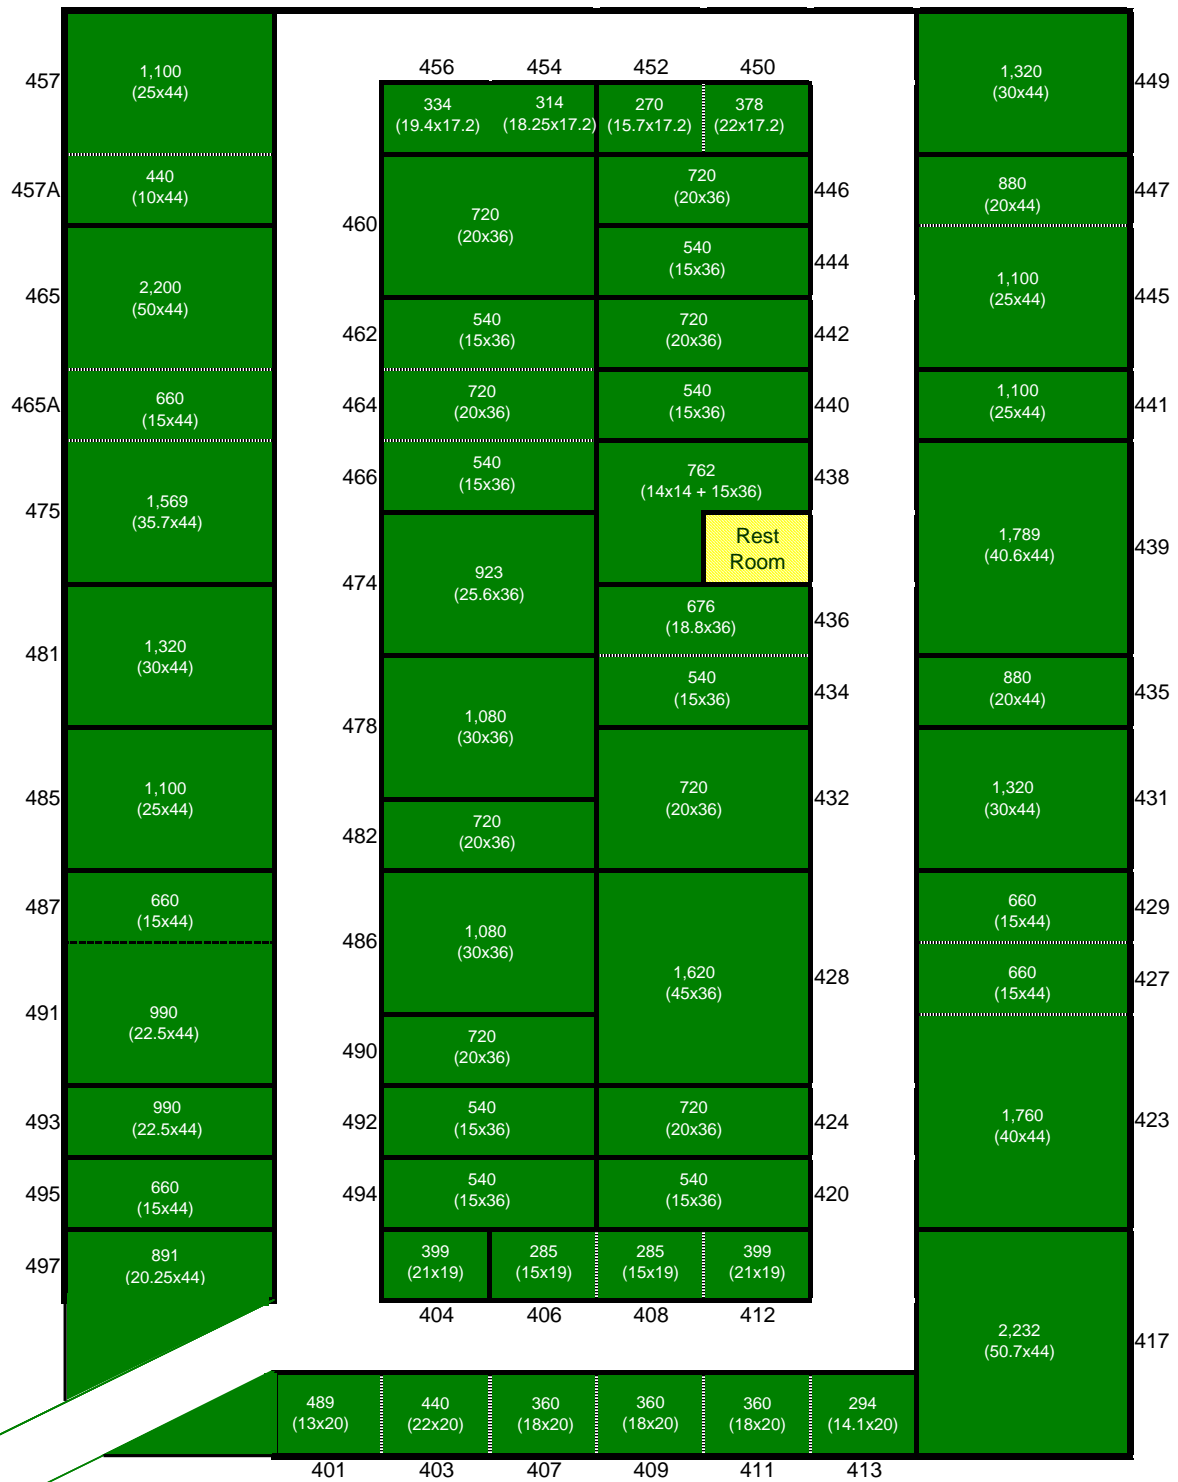 456 454 452 450
457 1,100 334 314 270 378 1,320 449
(25x44) (19.4x17.2) (18.25x17.2) (15.7x17.2) (22x17.2) (30x44)
457A 440 720 446 880 447
(10x44) (20x36) (20x44)
460 720
(20x36)
540 444
(15x36)
465 2,200 1,100 445
(50x44) (25x44)
462 540 720 442
(15x36) (20x36)
465A 660 464 720 540 440 1,100 441
(15x44) (20x36) (15x36) (25x44)
466 540 762 438
(15x36) (14x14 + 15x36)
475 1,569 1,789 439
(35.7x44) (40.6x44)
Rest
Room
474 923
(25.6x36)
676 436
(18.8x36)
481 1,320
(30x44)
540 434 880 435
(15x36) (20x44)
478 1,080
(30x36)
485 1,100 720 432 1,320 431
(25x44) (20x36) (30x44)
482 720
(20x36)
487 660 660 429
(15x44) (15x44)
486 1,080
(30x36)
1,620 428 660 427
(45x36) (15x44)
491 990
(22.5x44)
490 720
(20x36)
493 990 492 540 720 424 1,760 423
(22.5x44) (15x36) (20x36) (40x44)
495 660 494 540 540 420
(15x44) (15x36) (15x36)
497 891 399 285 285 399
(20.25x44) (21x19) (15x19) (15x19) (21x19)
404 406 408 412
2,232 417
(50.7x44)
489 440 360 360 360 294
(13x20) (22x20) (18x20) (18x20) (18x20) (14.1x20)
401 403 407 409 411 413